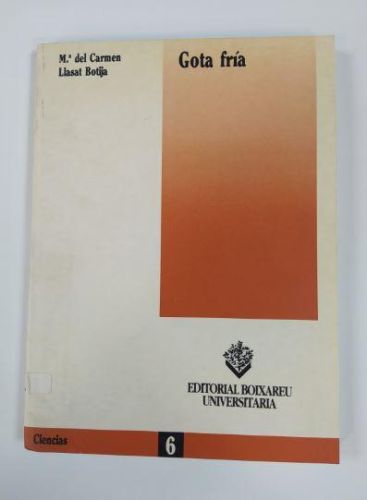 M.ª del Carmen
Llasat Botija
Gota fría
EDITORIAL BOIXAREU
UNIVERSITARIA
Ciencias
6